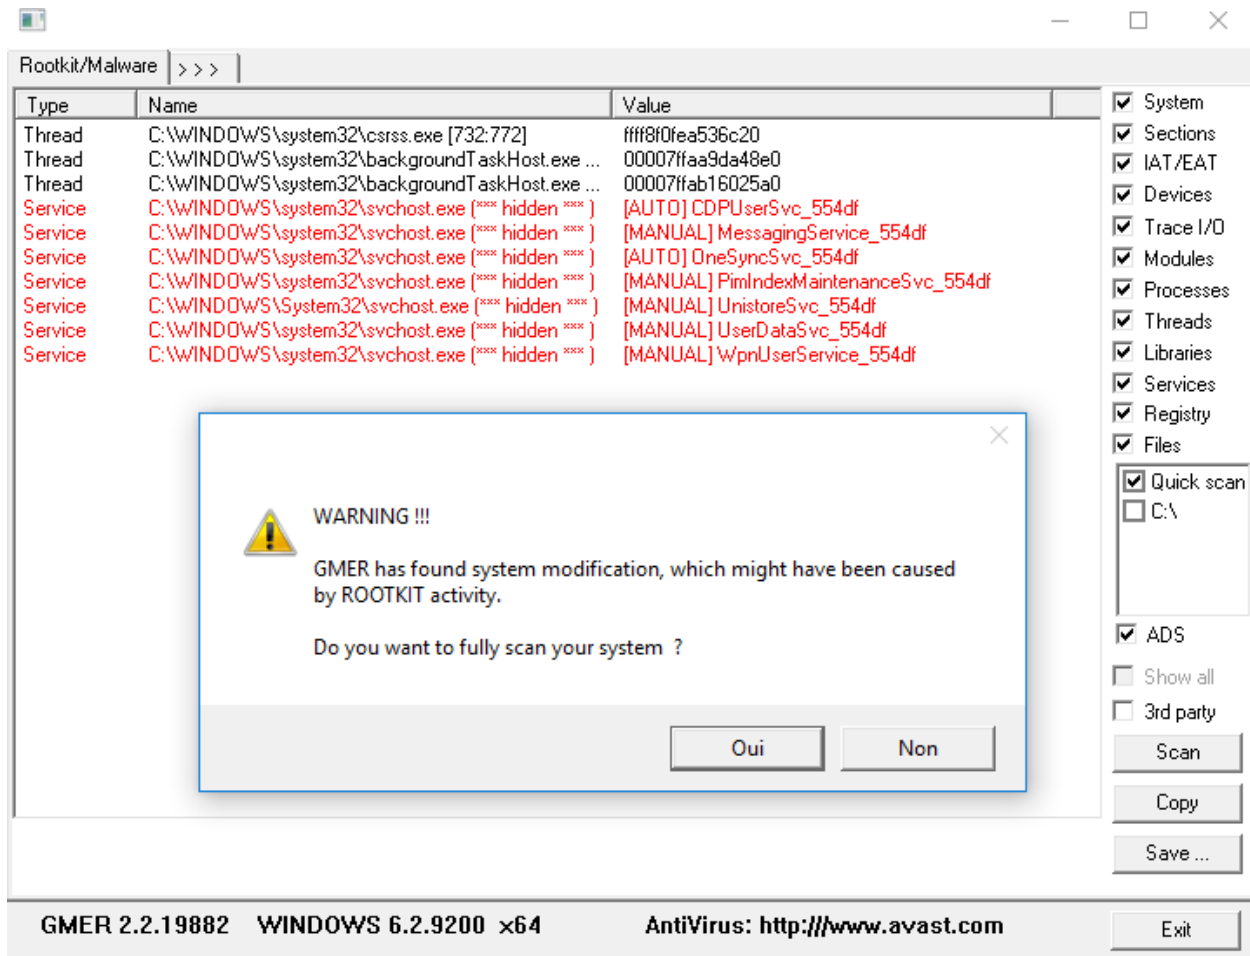 Rootkit/Malware > > >
Type Name Value
Thread C:\WINDOWS\system32\csrss.exe [732:772] ffff8f0fea536c20
Thread C:\WINDOWS\system32\backgroundTaskHost.exe ... 00007ffaa9da48e0
Thread C:\WINDOWS\system32\backgroundTaskHost.exe ... 00007ffab16025a0
Service C:\WINDOWS\system32\svchost.exe (*** hidden *** ) [AUTO] CDPUserSvc_554df
Service C:\WINDOWS\system32\svchost.exe (*** hidden *** ) [MANUAL] MessagingService_554df
Service C:\WINDOWS\system32\svchost.exe (*** hidden *** ) [AUTO] OneSyncSvc_554df
Service C:\WINDOWS\system32\svchost.exe (*** hidden *** ) [MANUAL] PimIndexMaintenanceSvc_554df
Service C:\WINDOWS\System32\svchost.exe (*** hidden *** ) [MANUAL] UnistoreSvc_554df
Service C:\WINDOWS\system32\svchost.exe (*** hidden *** ) [MANUAL] UserDataSvc_554df
Service C:\WINDOWS\system32\svchost.exe (*** hidden *** ) [MANUAL] WpnUserService_554df
WARNING !!!
GMER has found system modification, which might have been caused
by ROOTKIT activity.
Do you want to fully scan your system ?
Oui Non
System
Sections
IAT/EAT
Devices
Trace I/O
Modules
Processes
Threads
Libraries
Services
Registry
Files
Quick scan
C:\
ADS
Show all
3rd party
Scan
Copy
Save ...
GMER 2.2.19882 WINDOWS 6.2.9200 x64 AntiVirus: http:///www.avast.com Exit